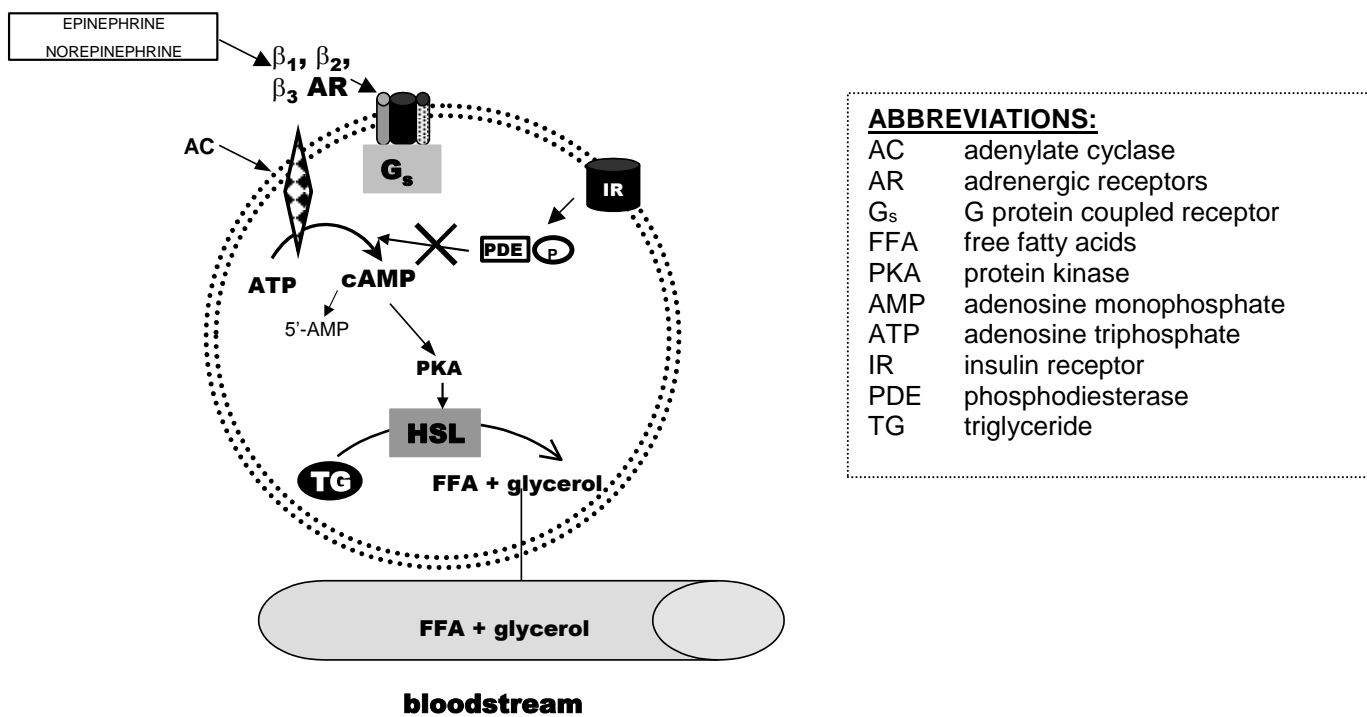 EPINEPHRINE
NOREPINEPHRINE
β1, β2,
β3 AR
AC
Gs
IR
PDE P
ATP
cAMP
5'-AMP
PKA
HSL
TG
FFA + glycerol
FFA + glycerol
bloodstream
ABBREVIATIONS:
AC adenylate cyclase
AR adrenergic receptors
Gs G protein coupled receptor
FFA free fatty acids
PKA protein kinase
AMP adenosine monophosphate
ATP adenosine triphosphate
IR insulin receptor
PDE phosphodiesterase
TG triglyceride